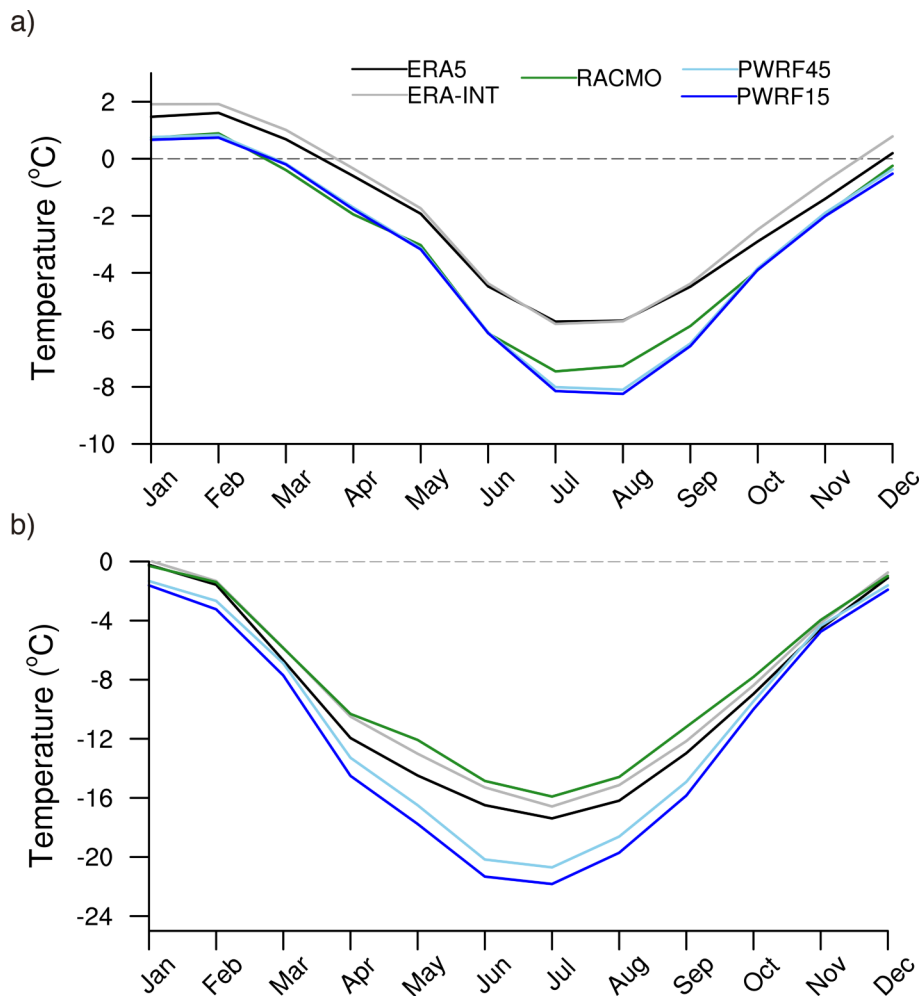 a)
ERA5 RACMO PWRF45
ERA-INT PWRF15
Temperature (°C)
2
0
-2
-4
-6
-8
-10
Jan Feb Mar Apr May Jun Jul Aug Sep Oct Nov Dec
b)
Temperature (°C)
0
-4
-8
-12
-16
-20
-24
Jan Feb Mar Apr May Jun Jul Aug Sep Oct Nov Dec